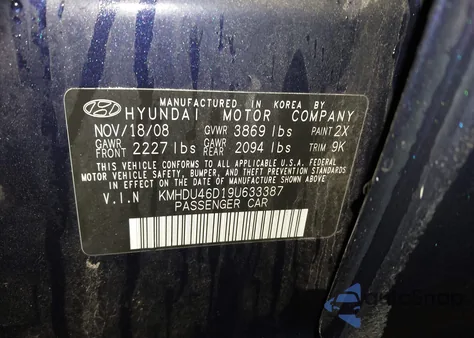 MANUFACTURED IN KOREA BY
HYUNDAI MOTOR COMPANY
NOV/18/08 GVWR 3869 lbs PAINT 2X
GAWR FRONT 2227 lbs GAWR REAR 2094 lbs TRIM 9K
THIS VEHICLE CONFORMS TO ALL APPLICABLE U.S.A. FEDERAL
MOTOR VEHICLE SAFETY, BUMPER, AND THEFT PREVENTION STANDARDS
IN EFFECT ON THE DATE OF MANUFACTURE SHOWN ABOVE.
V.I.N KMHDU46D19U633387
PASSENGER CAR
AutoSnap